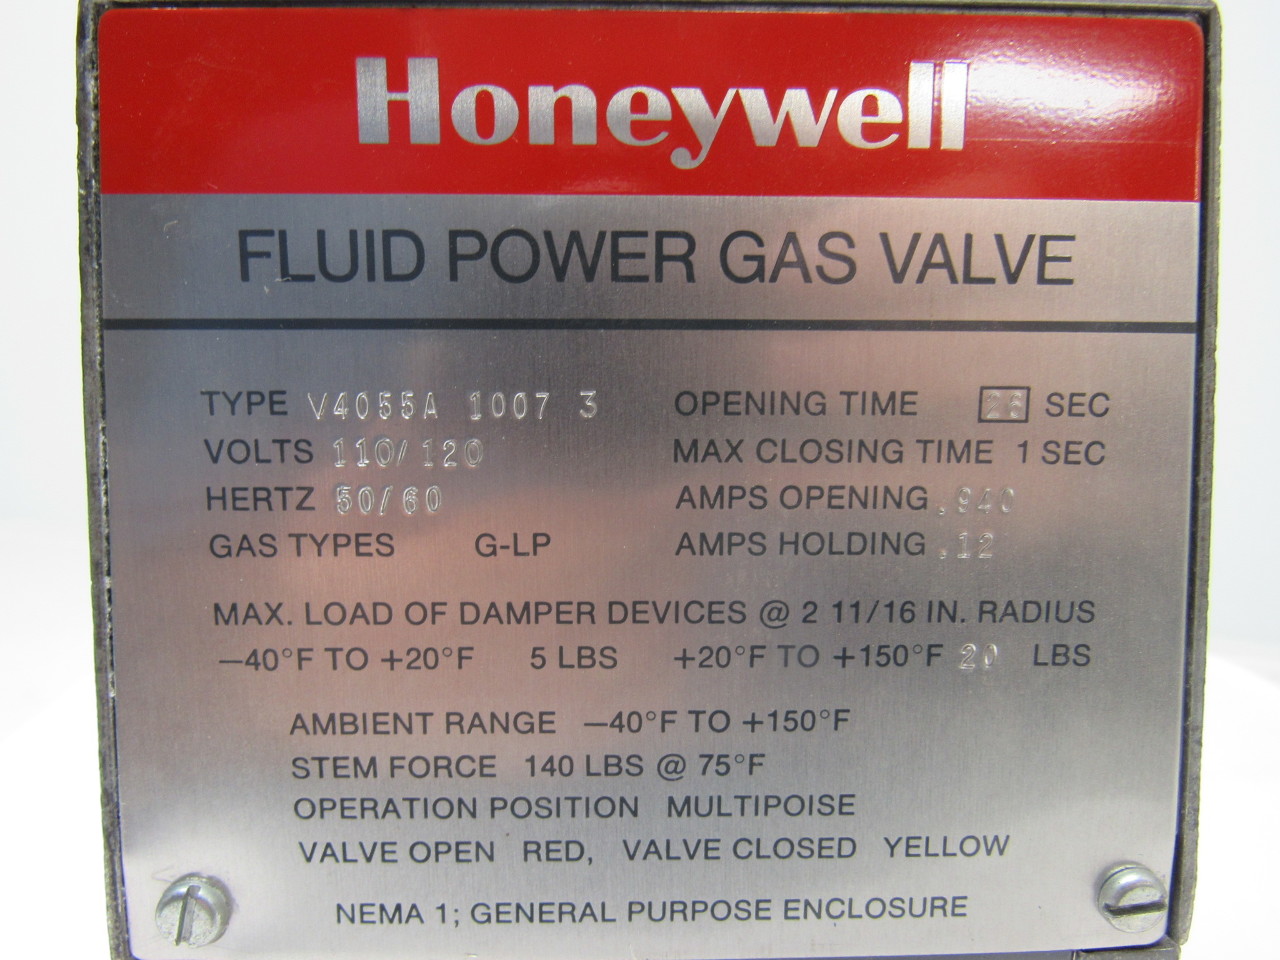 Honeywell
FLUID POWER GAS VALVE
TYPE V4055A 1007 3
OPENING TIME 26 SEC
VOLTS 110/120
MAX CLOSING TIME 1 SEC
HERTZ 50/60
AMPS OPENING .940
GAS TYPES G-LP
AMPS HOLDING .12
MAX. LOAD OF DAMPER DEVICES @ 2 11/16 IN. RADIUS
—40°F TO +20°F 5 LBS +20°F TO +150°F 20 LBS
AMBIENT RANGE —40°F TO +150°F
STEM FORCE 140 LBS @ 75°F
OPERATION POSITION MULTIPOISE
VALVE OPEN RED, VALVE CLOSED YELLOW
NEMA 1; GENERAL PURPOSE ENCLOSURE